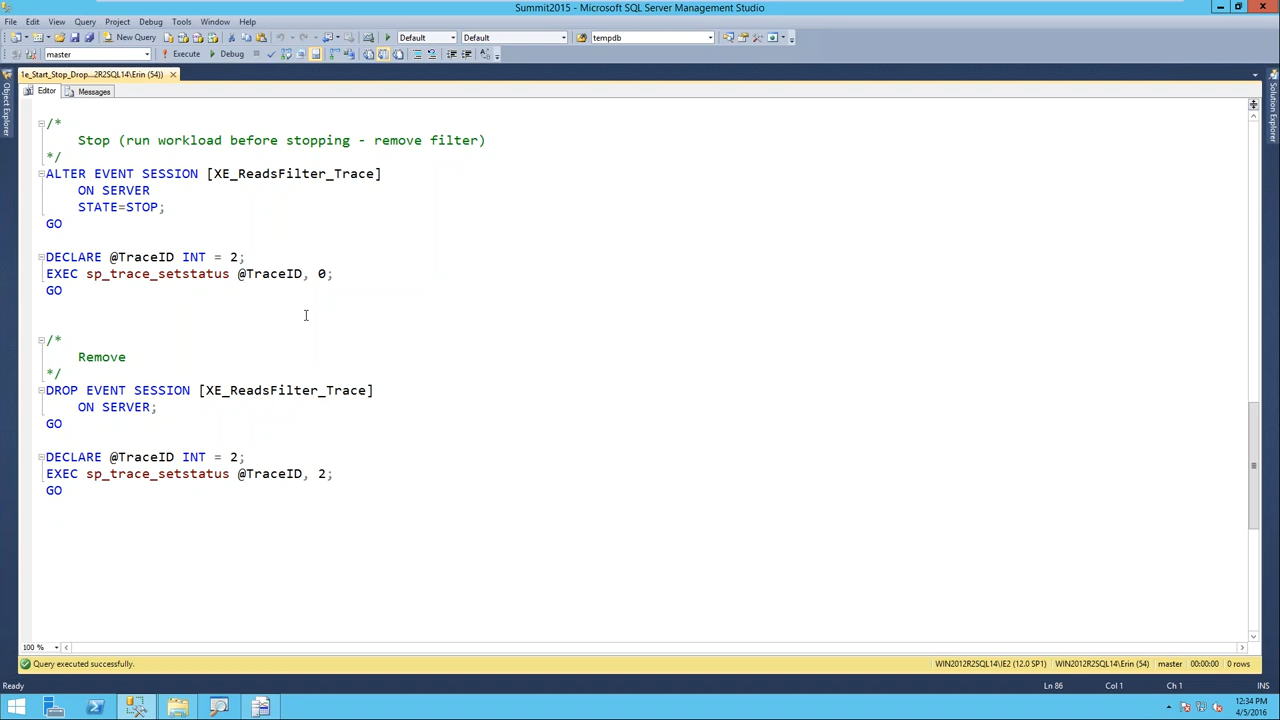 Summit2015 - Microsoft SQL Server Management Studio
File Edit View Query Project Debug Tools Window Help
New Query Default Default tempdb
master Execute Debug
1e_Start_Stop_Drop...2R2SQL14\Erin (54))
Editor Messages
Object Explorer
Solution Explorer
/*
Stop (run workload before stopping - remove filter)
*/
ALTER EVENT SESSION [XE_ReadsFilter_Trace]
ON SERVER
STATE=STOP;
GO
DECLARE @TraceID INT = 2;
EXEC sp_trace_setstatus @TraceID, 0;
GO
/*
Remove
*/
DROP EVENT SESSION [XE_ReadsFilter_Trace]
ON SERVER;
GO
DECLARE @TraceID INT = 2;
EXEC sp_trace_setstatus @TraceID, 2;
GO
100 %
Query executed successfully. WIN2012R2SQL14\IE2 (12.0 SP1) WIN2012R2SQL14\Erin (54) master 00:00:00 0 rows
Ready Ln 86 Col 1 Ch 1 INS
12:34 PM
4/5/2016